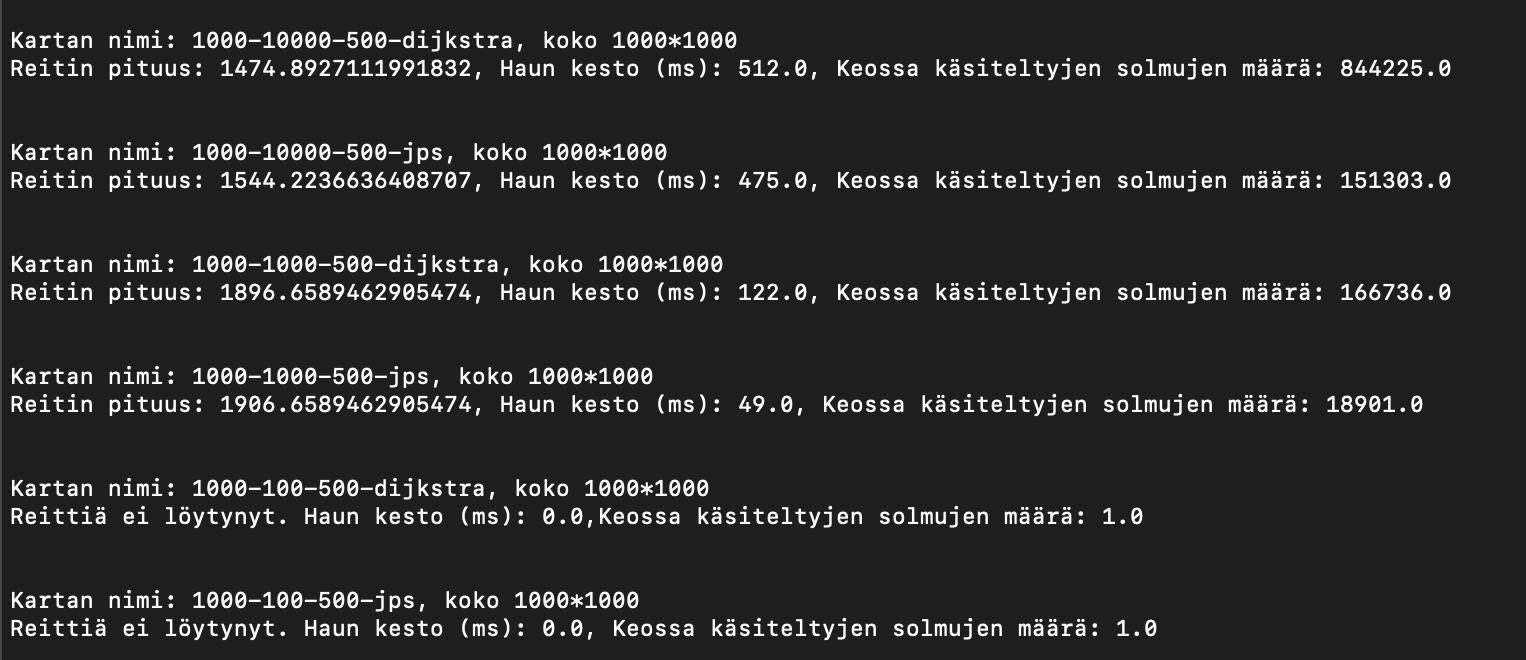 Kartan nimi: 1000-10000-500-dijkstra, koko 1000*1000
Reitin pituus: 1474.8927111991832, Haun kesto (ms): 512.0, Keossa käsiteltyjen solmujen määrä: 844225.0
Kartan nimi: 1000-10000-500-jps, koko 1000*1000
Reitin pituus: 1544.2236636408707, Haun kesto (ms): 475.0, Keossa käsiteltyjen solmujen määrä: 151303.0
Kartan nimi: 1000-1000-500-dijkstra, koko 1000*1000
Reitin pituus: 1896.6589462905474, Haun kesto (ms): 122.0, Keossa käsiteltyjen solmujen määrä: 166736.0
Kartan nimi: 1000-1000-500-jps, koko 1000*1000
Reitin pituus: 1906.6589462905474, Haun kesto (ms): 49.0, Keossa käsiteltyjen solmujen määrä: 18901.0
Kartan nimi: 1000-100-500-dijkstra, koko 1000*1000
Reittiä ei löytynyt. Haun kesto (ms): 0.0,Keossa käsiteltyjen solmujen määrä: 1.0
Kartan nimi: 1000-100-500-jps, koko 1000*1000
Reittiä ei löytynyt. Haun kesto (ms): 0.0, Keossa käsiteltyjen solmujen määrä: 1.0